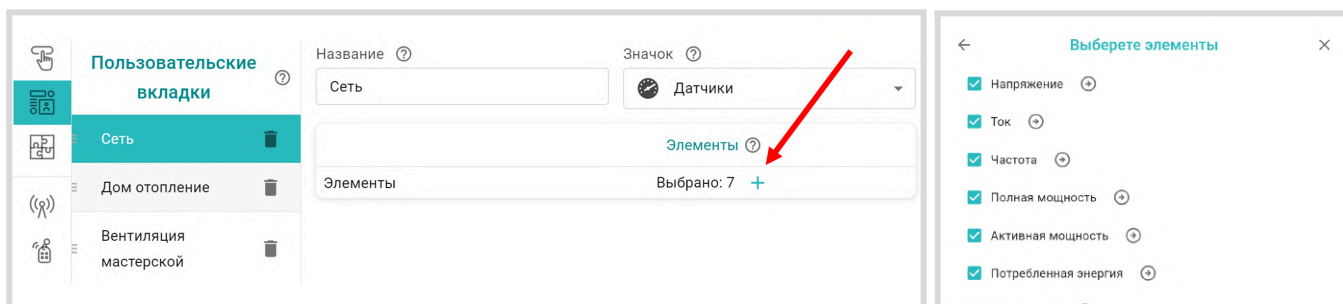 Пользовательские
вкладки
Сеть
Дом отопление
Вентиляция
мастерской
Название
Значок
Сеть
Датчики
Элементы
Элементы
Выбрано: 7
Выберете элементы
Напряжение
Ток
Частота
Полная мощность
Активная мощность
Потребленная энергия